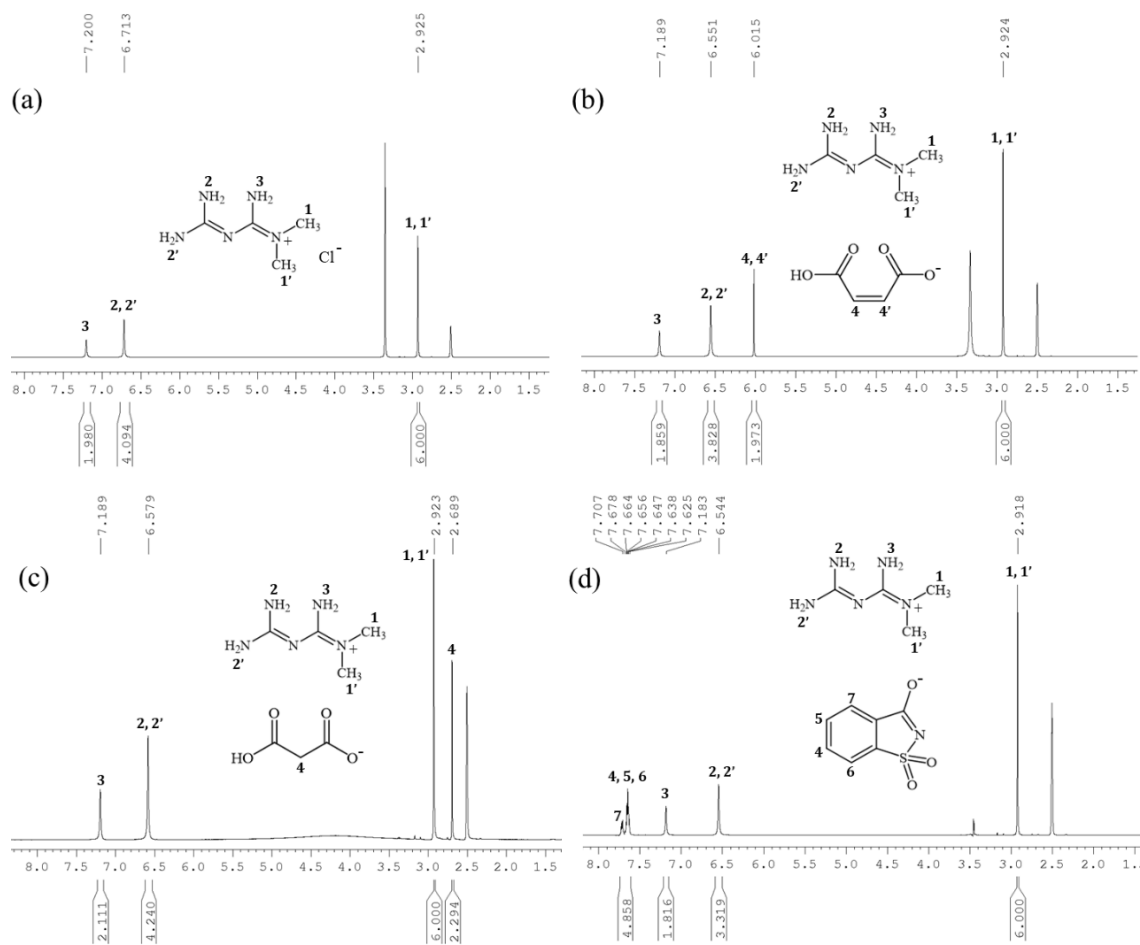 7.200
6.713
2.925
(a)
2
NH2
3
NH2
H2N
2'
N
N
+
1
CH3
CH3
1'
Cl-
3
2, 2'
1, 1'
8.0 7.5 7.0 6.5 6.0 5.5 5.0 4.5 4.0 3.5 3.0 2.5 2.0 1.5
1.980
4.094
6.000
7.189
6.551
6.015
2.924
(b)
2
NH2
3
NH2
H2N
2'
N
N
+
1
CH3
CH3
1'
O
O
HO
O-
4
4'
3
2, 2'
4, 4'
1, 1'
8.0 7.5 7.0 6.5 6.0 5.5 5.0 4.5 4.0 3.5 3.0 2.5 2.0 1.5
1.859
3.828
1.973
6.000
7.189
6.579
2.923
2.689
(c)
2
NH2
3
NH2
H2N
2'
N
N
+
1
CH3
CH3
1'
O
O
HO
O-
4
3
2, 2'
1, 1'
4
8.0 7.5 7.0 6.5 6.0 5.5 5.0 4.5 4.0 3.5 3.0 2.5 2.0 1.5
2.111
4.240
6.000
2.294
7.707
7.678
7.664
7.656
7.647
7.638
7.625
7.183
6.544
2.918
(d)
2
NH2
3
NH2
H2N
2'
N
N
+
1
CH3
CH3
1'
O-
7
5
4
6
N
S
O
O
7
4, 5, 6
3
2, 2'
1, 1'
8.0 7.5 7.0 6.5 6.0 5.5 5.0 4.5 4.0 3.5 3.0 2.5 2.0 1.5
4.858
1.816
3.319
6.000